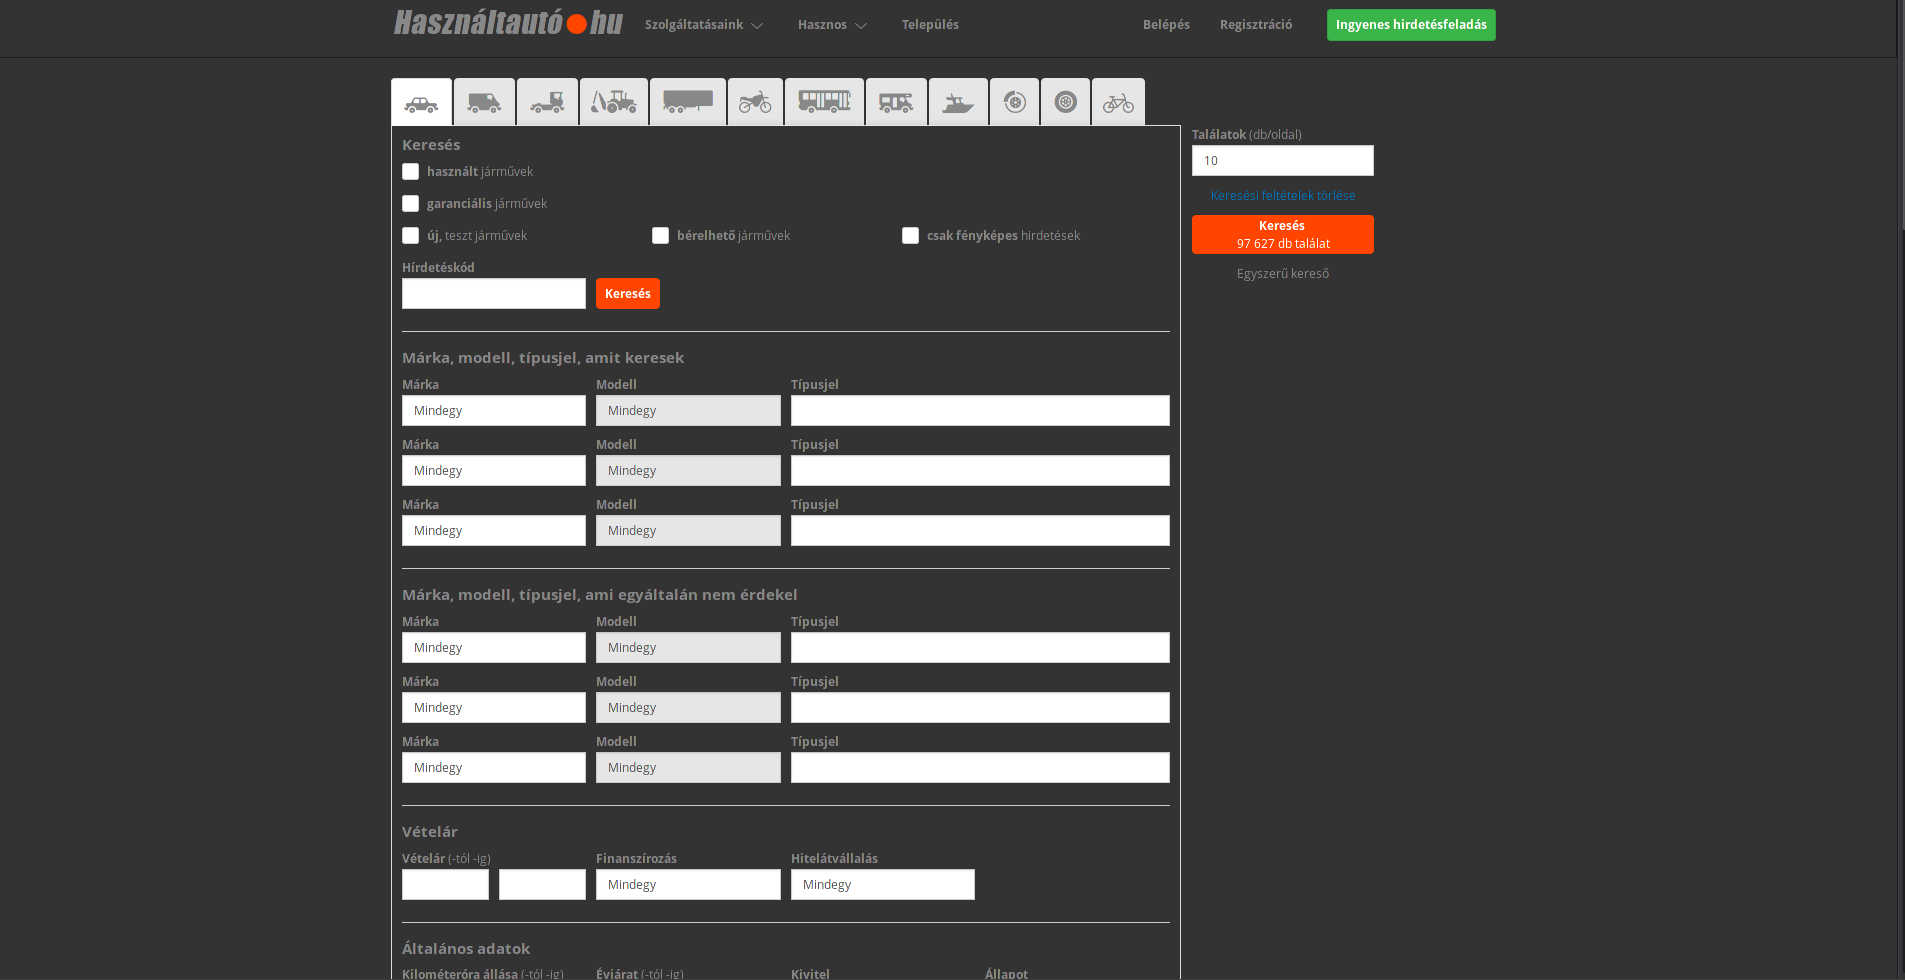 Használtautó.hu Szolgáltatásaink Hasznos Település Belépés Regisztráció Ingyenes hirdetésfeladás
Keresés
használt járművek
garanciális járművek
új, teszt járművek bérelhető járművek csak fényképes hirdetések
Hírdetéskód
Keresés
Találatok (db/oldal)
10
Keresési feltételek törlése
Keresés
97 627 db találat
Egyszerű kereső
Márka, modell, típusjel, amit keresek
Márka Modell Típusjel
Mindegy Mindegy
Márka Modell Típusjel
Mindegy Mindegy
Márka Modell Típusjel
Mindegy Mindegy
Márka, modell, típusjel, ami egyáltalán nem érdekel
Márka Modell Típusjel
Mindegy Mindegy
Márka Modell Típusjel
Mindegy Mindegy
Márka Modell Típusjel
Mindegy Mindegy
Vételár
Vételár (-tól -ig) Finanszírozás Hitelátvállalás
Mindegy Mindegy
Általános adatok
Kilométeróra állása (-tól -ig) Évjárat (-tól -ig) Kivitel Állapot